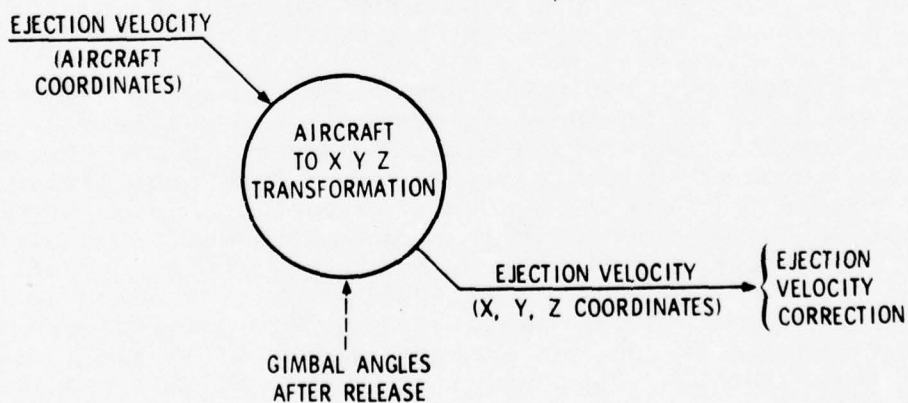 EJECTION VELOCITY
(AIRCRAFT
COORDINATES)
AIRCRAFT
TO X Y Z
TRANSFORMATION
EJECTION VELOCITY
(X, Y, Z COORDINATES)
EJECTION
VELOCITY
CORRECTION
GIMBAL ANGLES
AFTER RELEASE